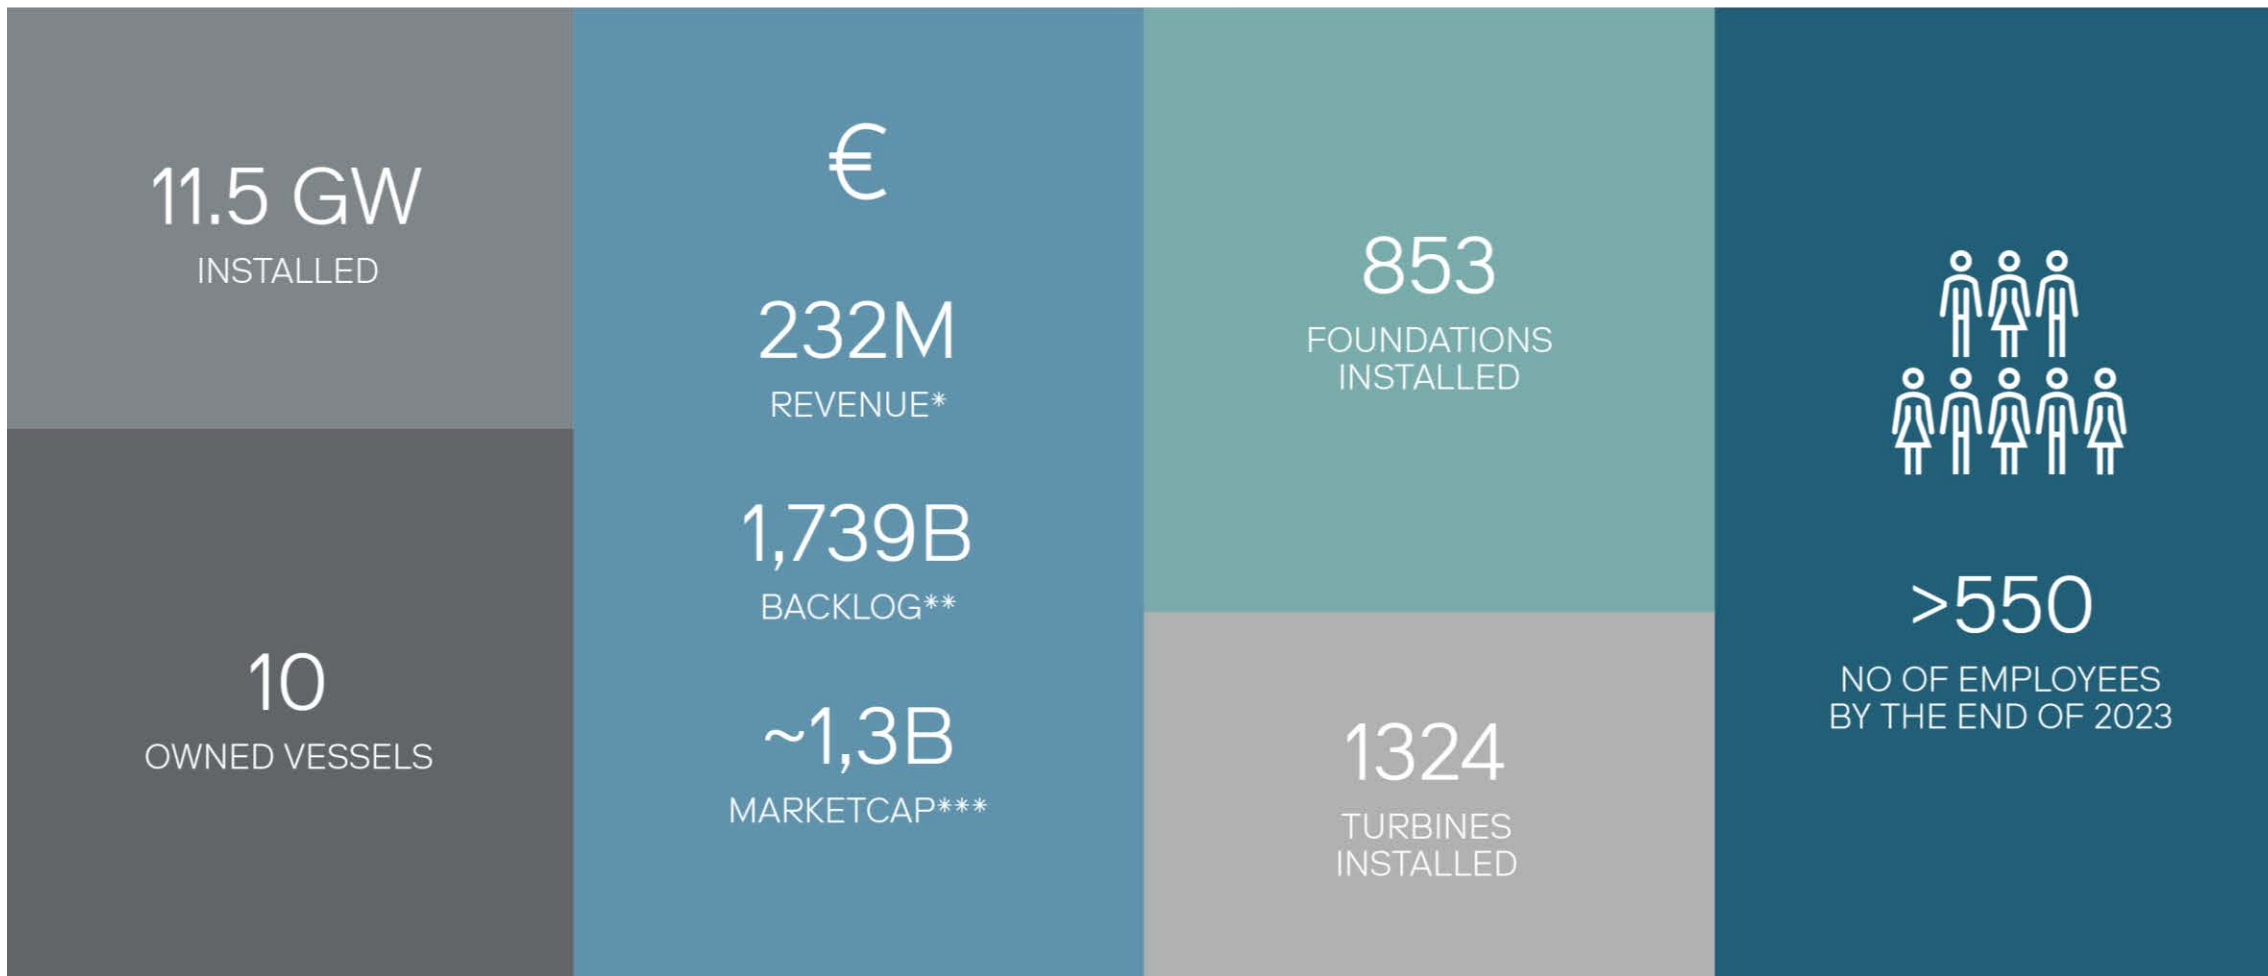 11.5 GW
INSTALLED
10
OWNED VESSELS
€
232M
REVENUE*
1,739B
BACKLOG**
~1,3B
MARKETCAP***
853
FOUNDATIONS
INSTALLED
1324
TURBINES
INSTALLED
>550
NO OF EMPLOYEES
BY THE END OF 2023